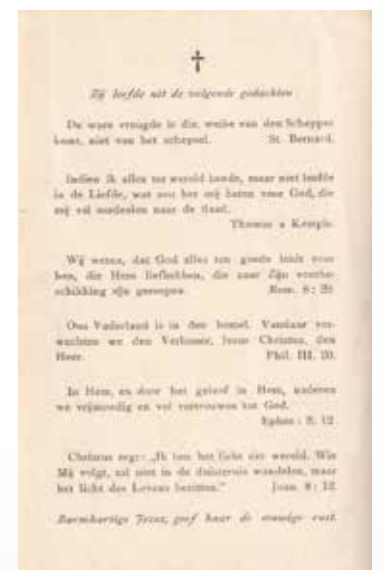 Zij leefde uit de volgende gedachten
De ware vreugde is die, welke van den Schepper
komt, niet van het schepsel. St. Bernard.
Indien ik alles ter wereld kende, maar niet leefde
in de Liefde, wat zou het mij baten voor God, die
mij zal oordelen naar de daad.
Thomas a Kempis.
Wij weten, dat God alles ten goede leidt voor
hen, die Hem liefhebben, die naar Zijn voorbe-
schikking zijn geroepen. Rom. 8:
Ons Vaderland is in den hemel. Vandaar ver-
wachten we den Verlosser, Jesus Christus, den
Heer. Phil. III. 20.
In Hem, en door het geloof in Hem, naderen
we vrijmoedig en vol vertrouwen tot God.
Ephes: 3. 12
Christus zegt: „Ik ben het licht der wereld. Wie
Mij volgt, zal niet in de duisternis wandelen, maar
het licht des Levens bezitten.” Joan. 8: 12.
Barmhartige Jezus, geef haar de eeuwige rust.